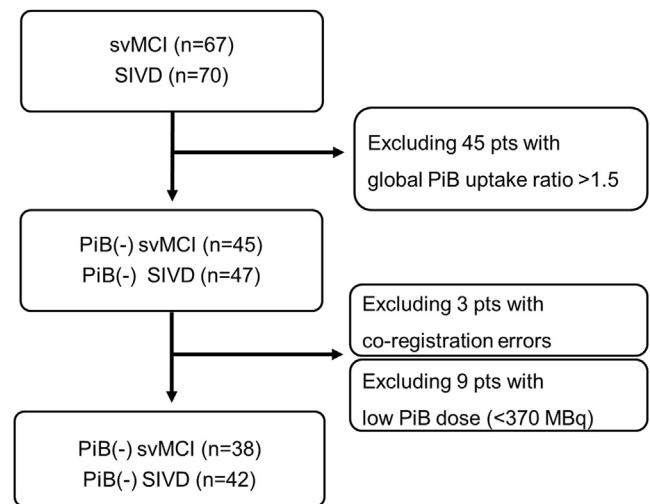 svMCI (n=67)
SIVD (n=70)
Excluding 45 pts with
global PiB uptake ratio >1.5
PiB(-) svMCI (n=45)
PiB(-) SIVD (n=47)
Excluding 3 pts with
co-registration errors
Excluding 9 pts with
low PiB dose (<370 MBq)
PiB(-) svMCI (n=38)
PiB(-) SIVD (n=42)